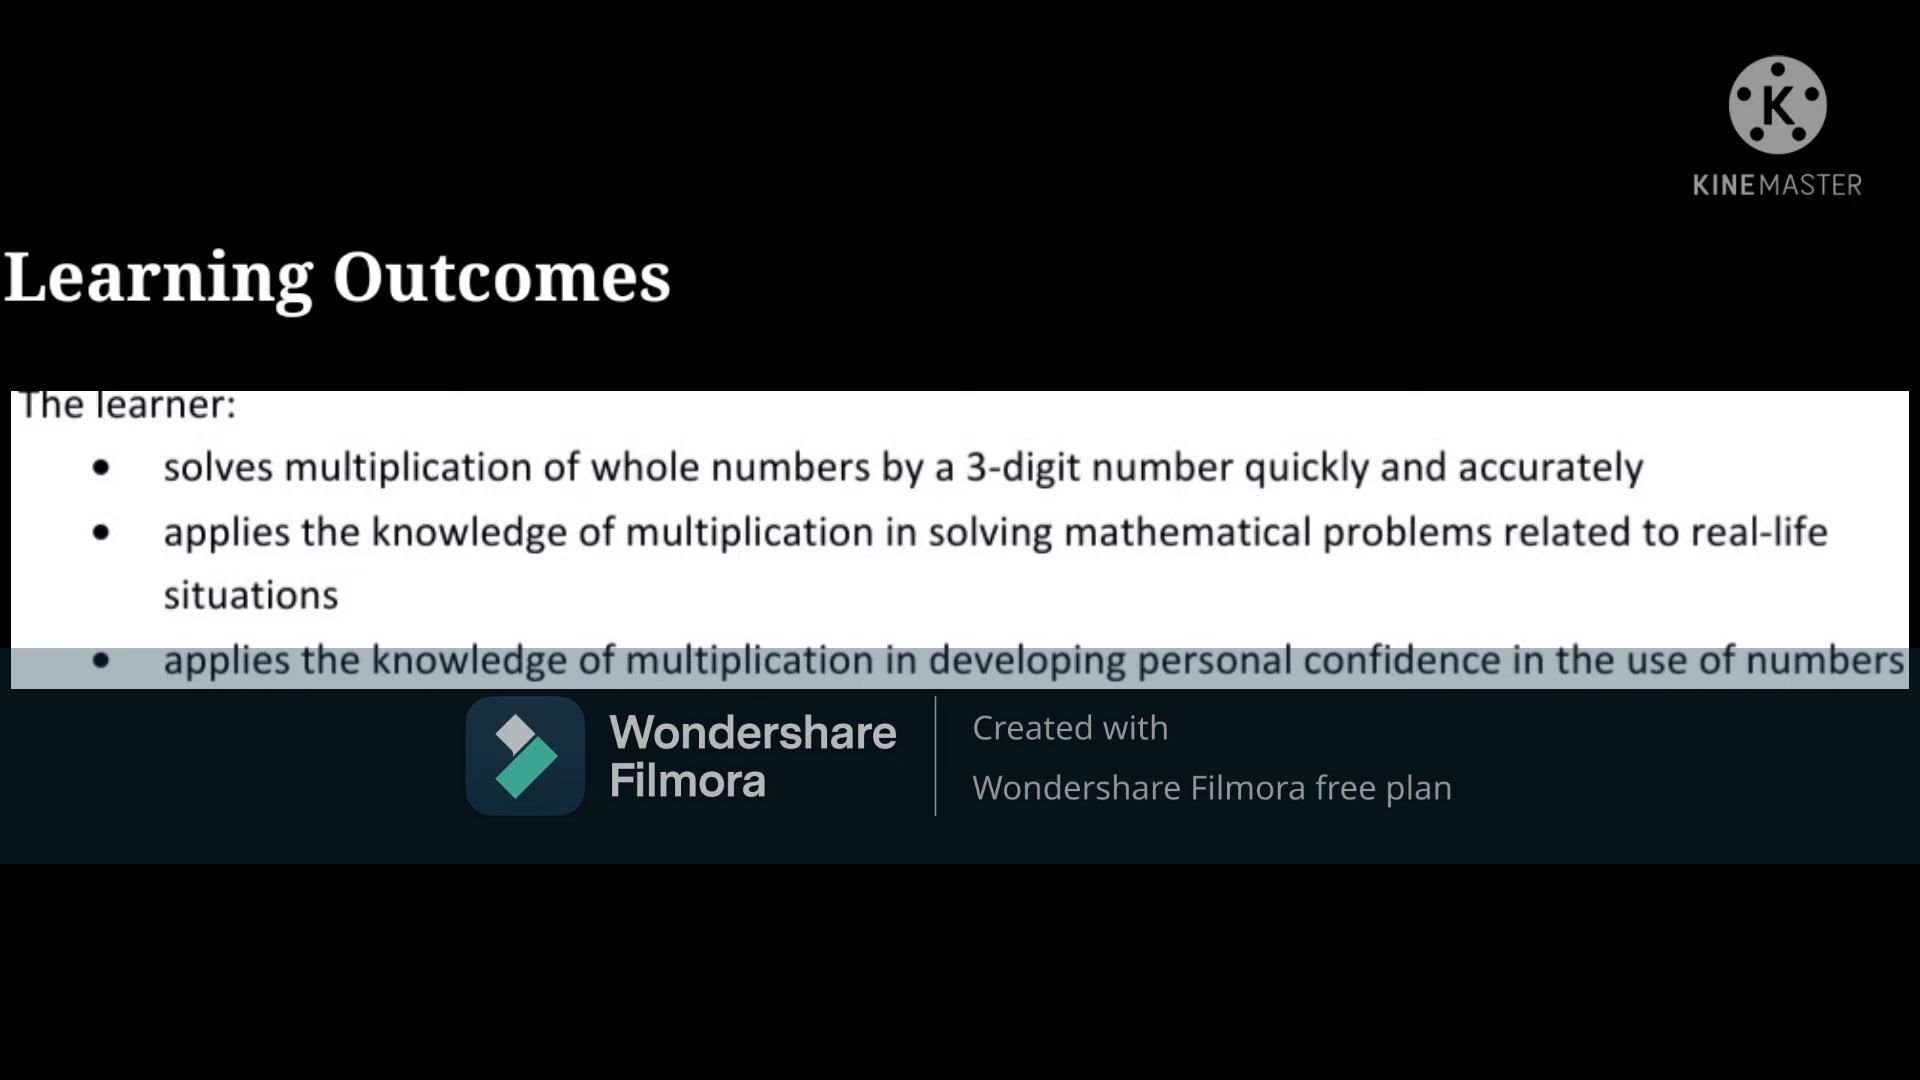 K
KINEMASTER
Learning Outcomes
The learner:
• solves multiplication of whole numbers by a 3-digit number quickly and accurately
• applies the knowledge of multiplication in solving mathematical problems related to real-life
situations
• applies the knowledge of multiplication in developing personal confidence in the use of numbers
Wondershare
Filmora
Created with
Wondershare Filmora free plan